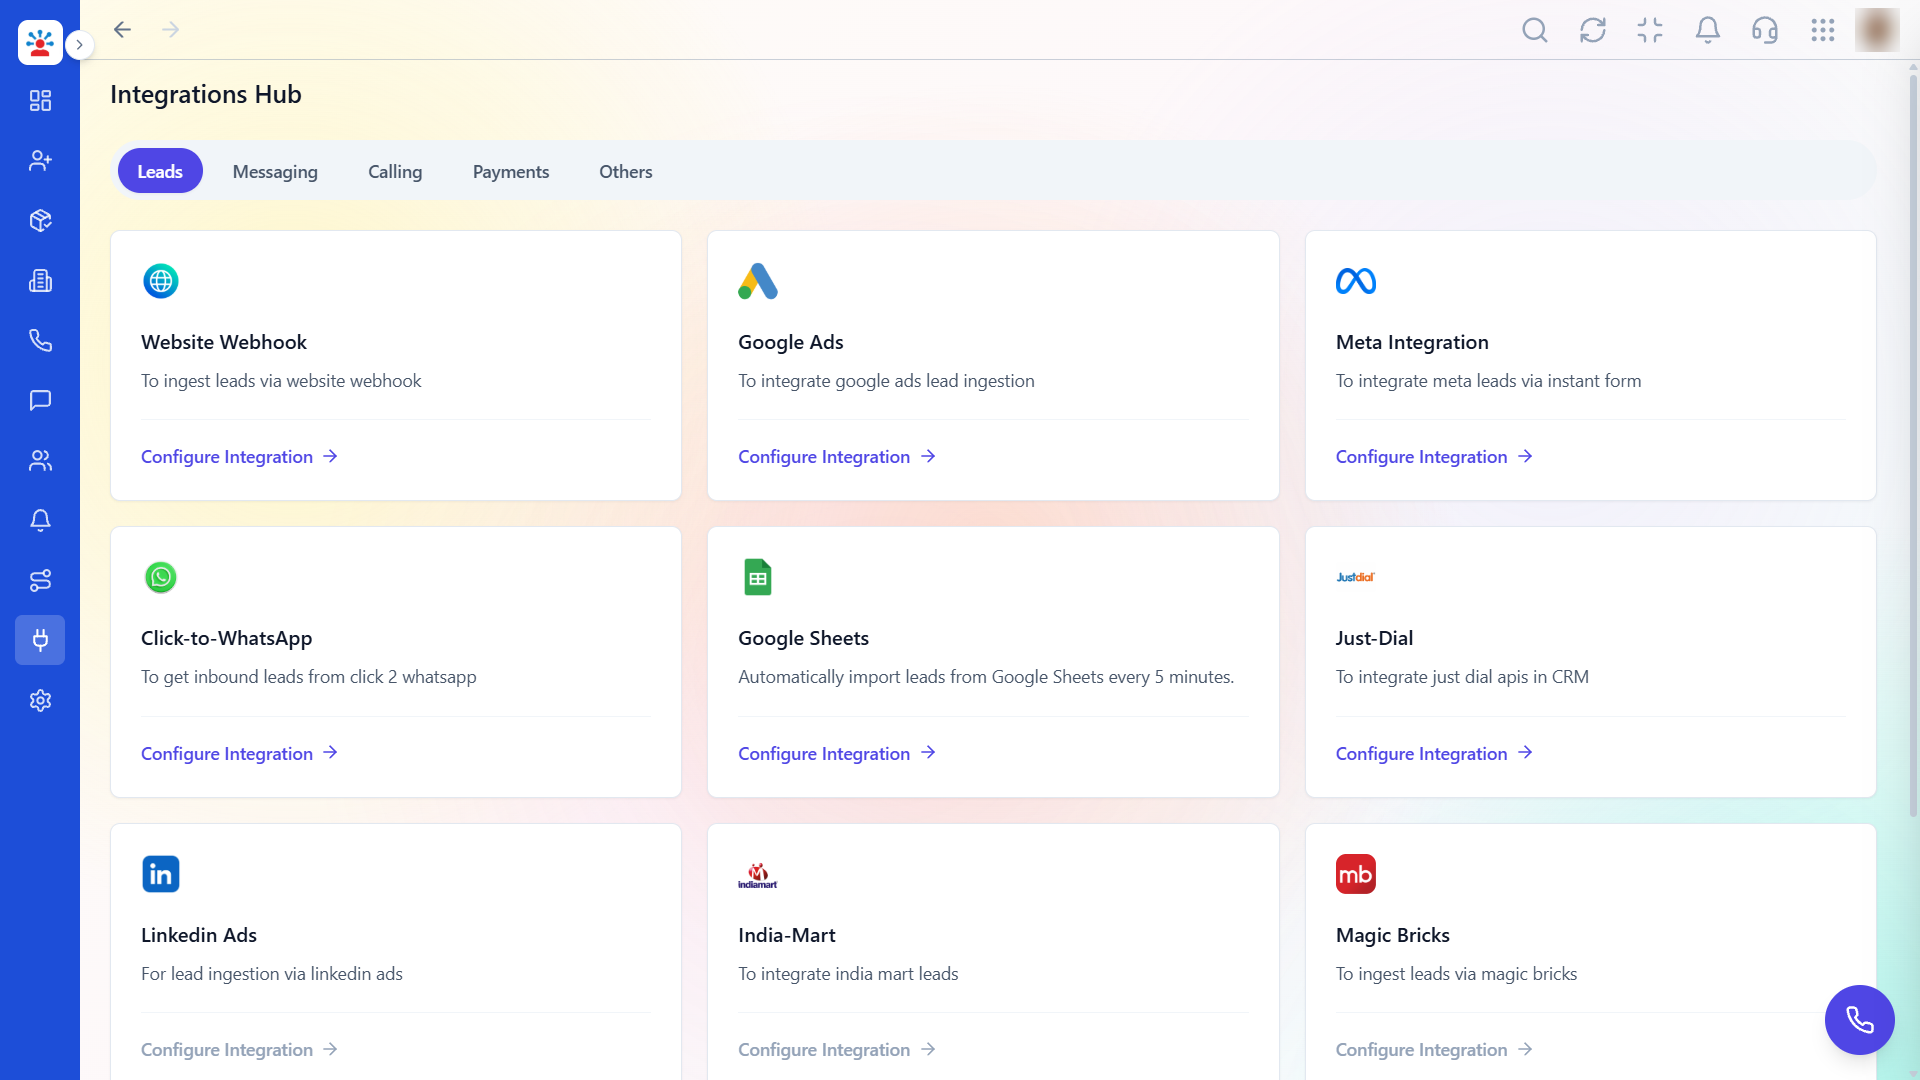 Integrations Hub
Leads
Messaging
Calling
Payments
Others
Website Webhook
To ingest leads via website webhook
Configure Integration
Google Ads
To integrate google ads lead ingestion
Configure Integration
Meta Integration
To integrate meta leads via instant form
Configure Integration
Click-to-WhatsApp
To get inbound leads from click 2 whatsapp
Configure Integration
Google Sheets
Automatically import leads from Google Sheets every 5 minutes.
Configure Integration
Justdial
Just-Dial
To integrate just dial apis in CRM
Configure Integration
in
Linkedin Ads
For lead ingestion via linkedin ads
Configure Integration
indiamart
India-Mart
To integrate india mart leads
Configure Integration
mb
Magic Bricks
To ingest leads via magic bricks
Configure Integration